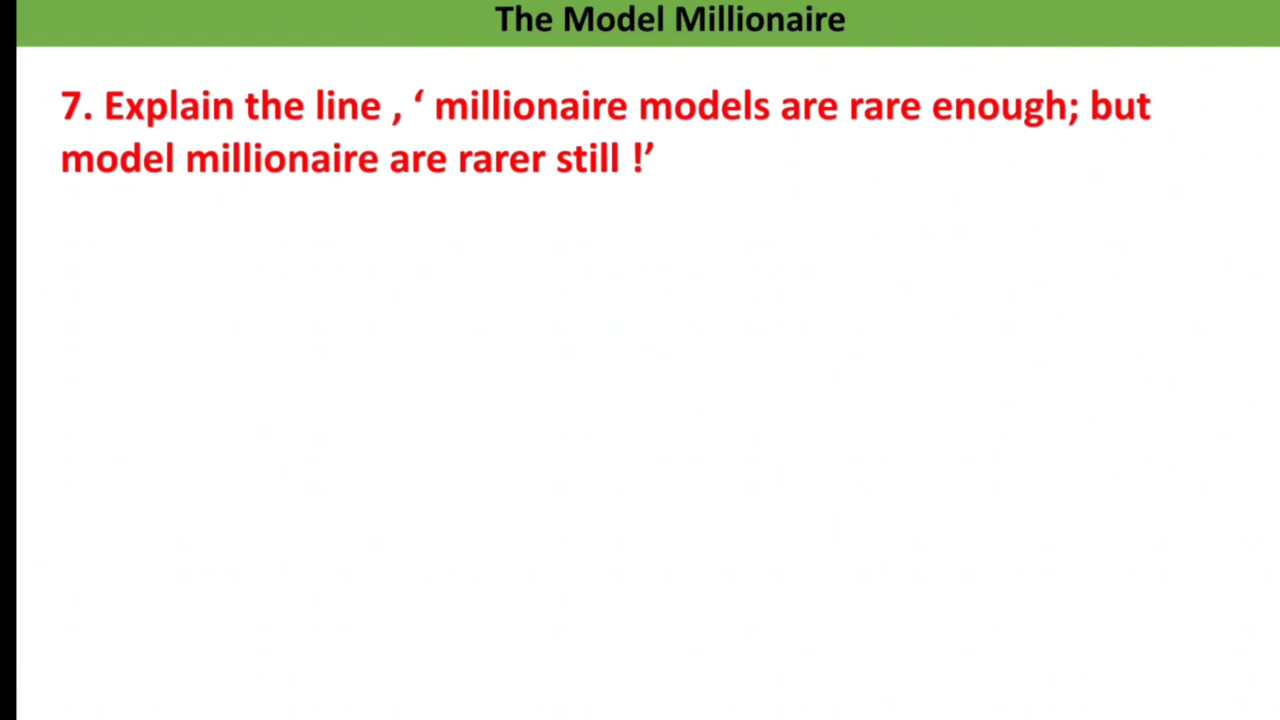 The Model Millionaire
7. Explain the line , ‘ millionaire models are rare enough; but
model millionaire are rarer still !’